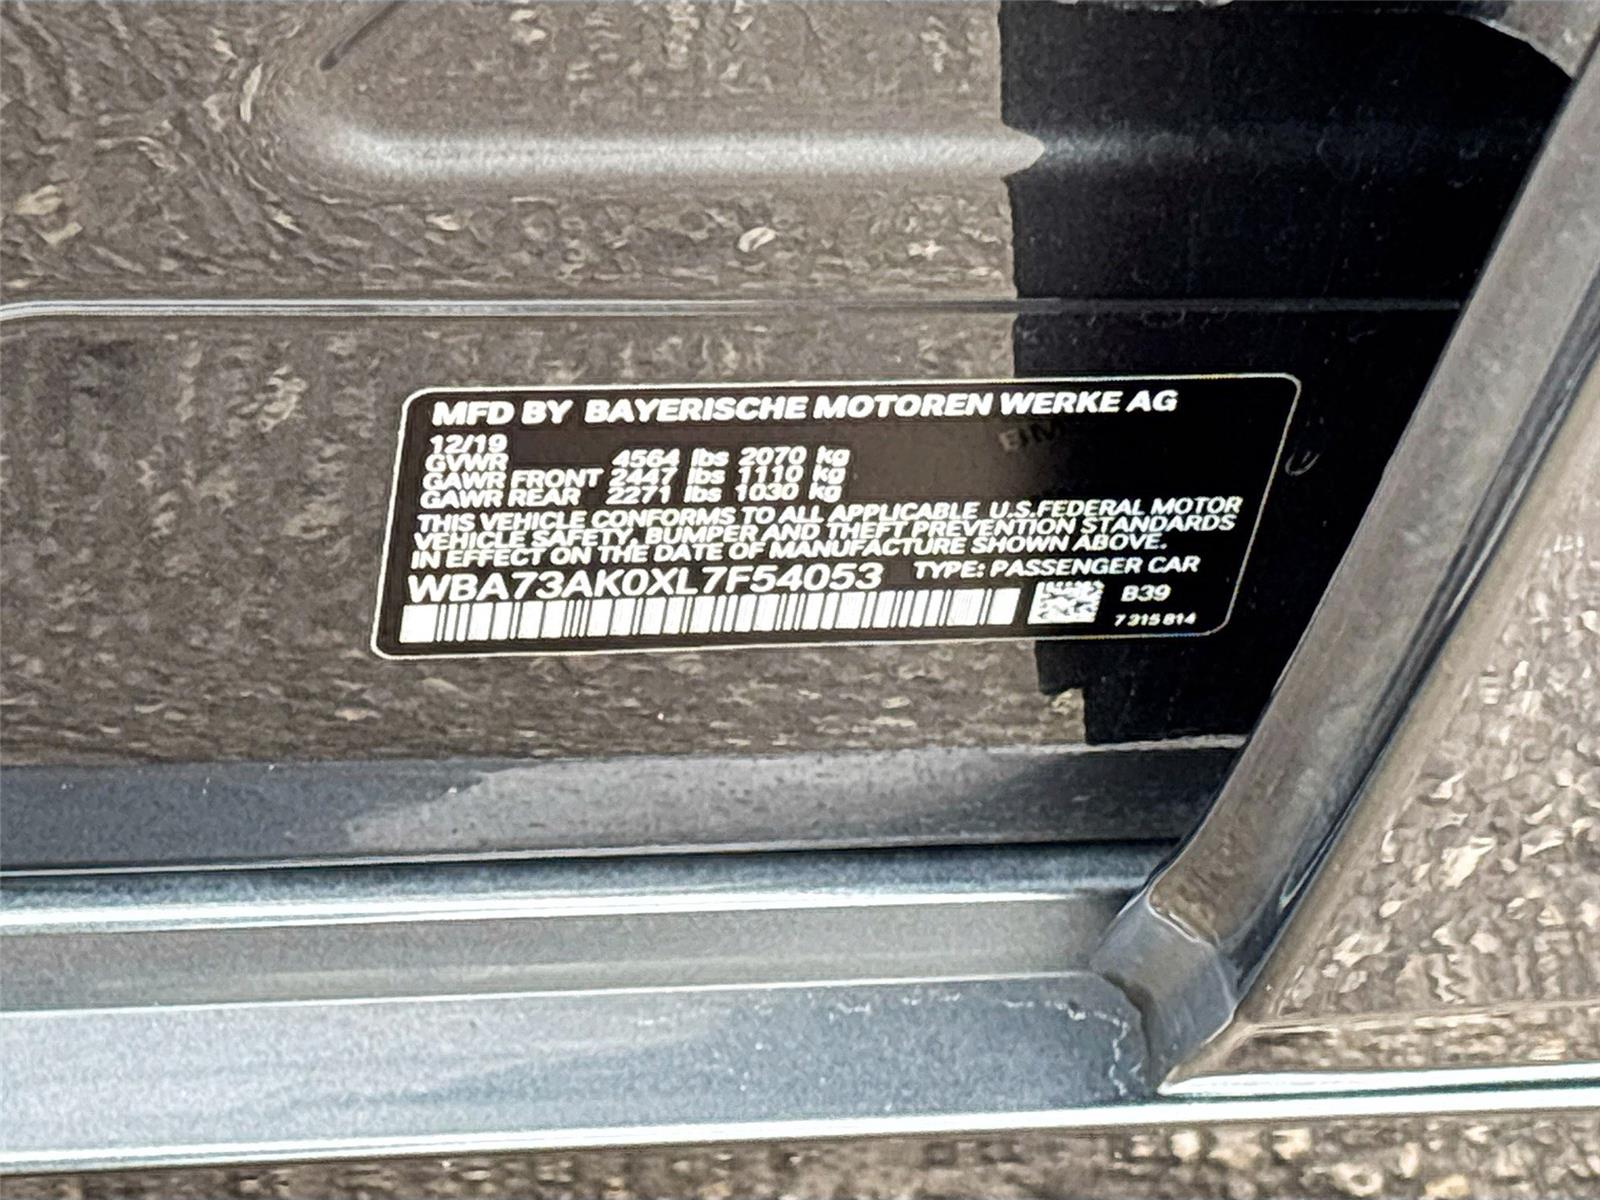 MFD BY BAYERISCHE MOTOREN WERKE AG
12/19
GVWR 4564 lbs 2070 kg
GAWR FRONT 2447 lbs 1110 kg
GAWR REAR 2271 lbs 1030 kg
THIS VEHICLE CONFORMS TO ALL APPLICABLE U.S.FEDERAL MOTOR
VEHICLE SAFETY, BUMPER AND THEFT PREVENTION STANDARDS
IN EFFECT ON THE DATE OF MANUFACTURE SHOWN ABOVE.
WBA73AK0XL7F54053 TYPE: PASSENGER CAR
B39
7 315 814